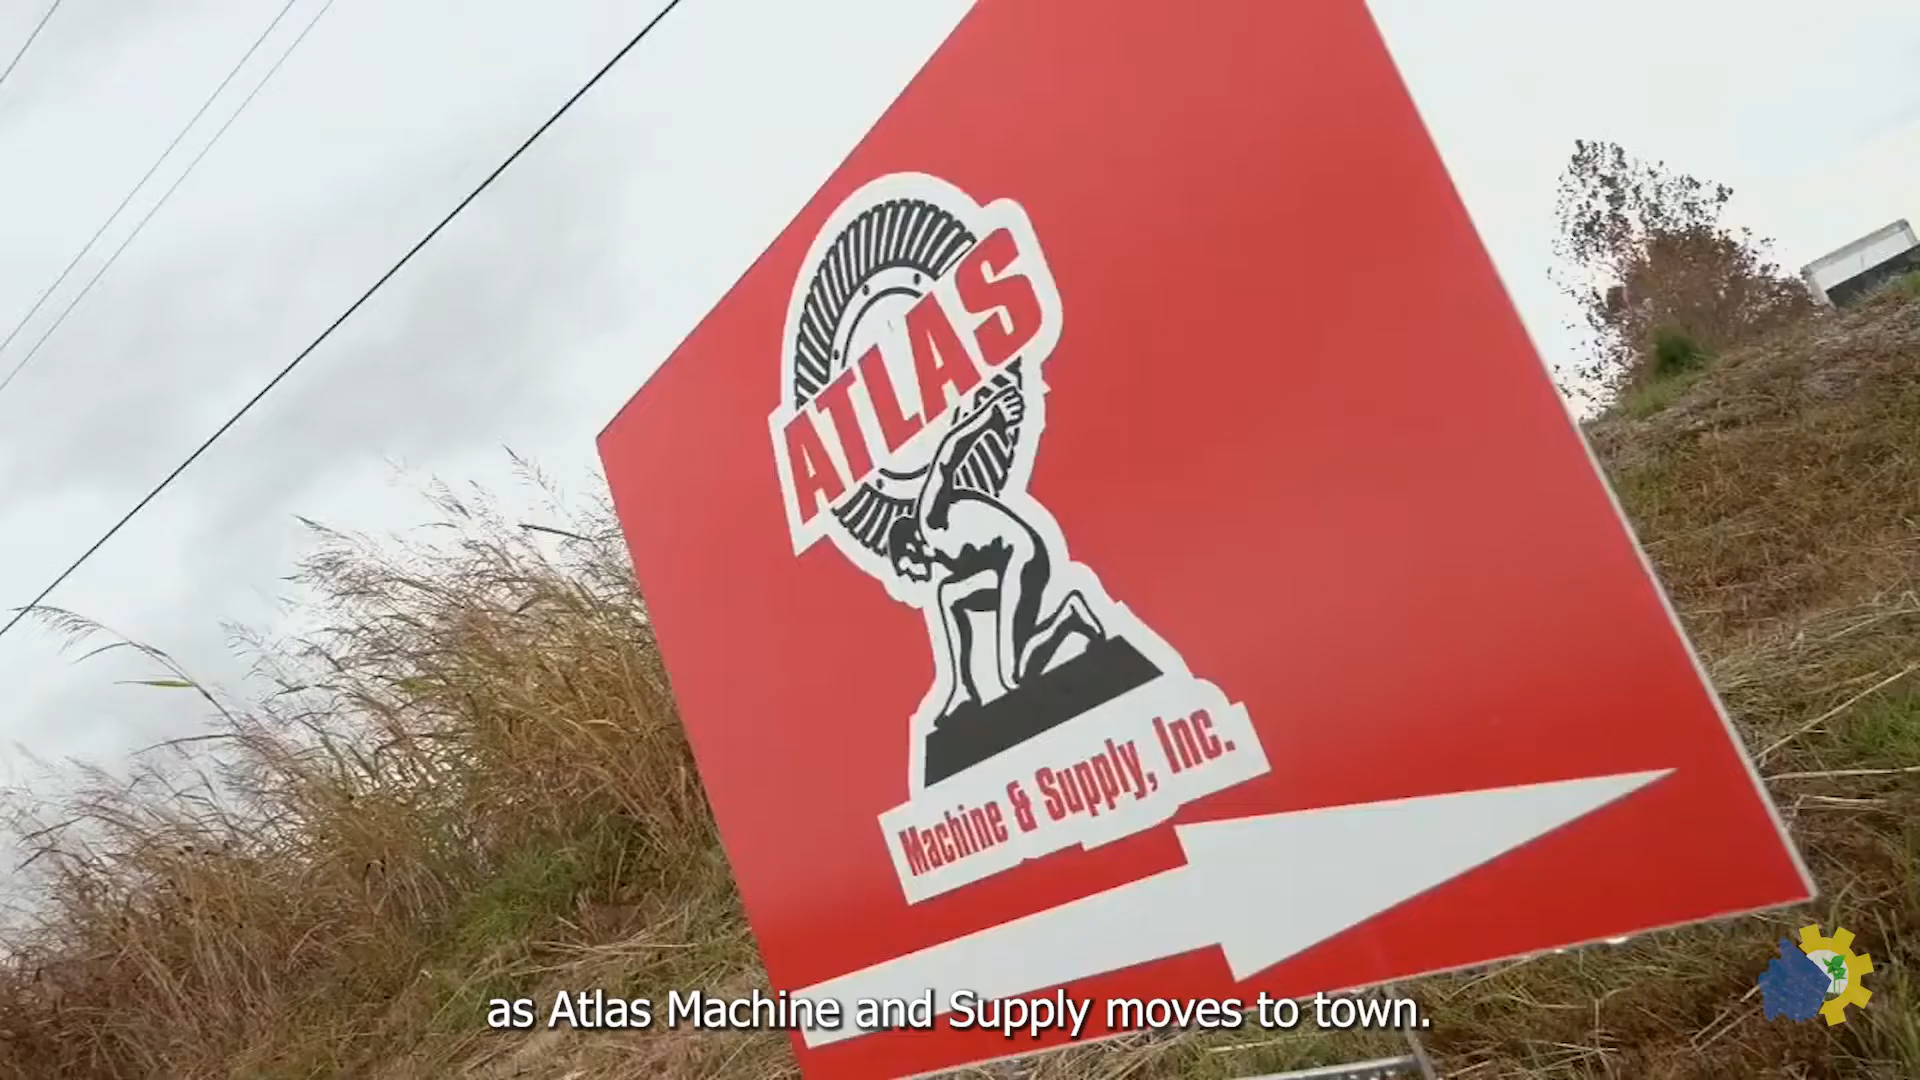 ATLAS
Machine & Supply, Inc.
as Atlas Machine and Supply moves to town.